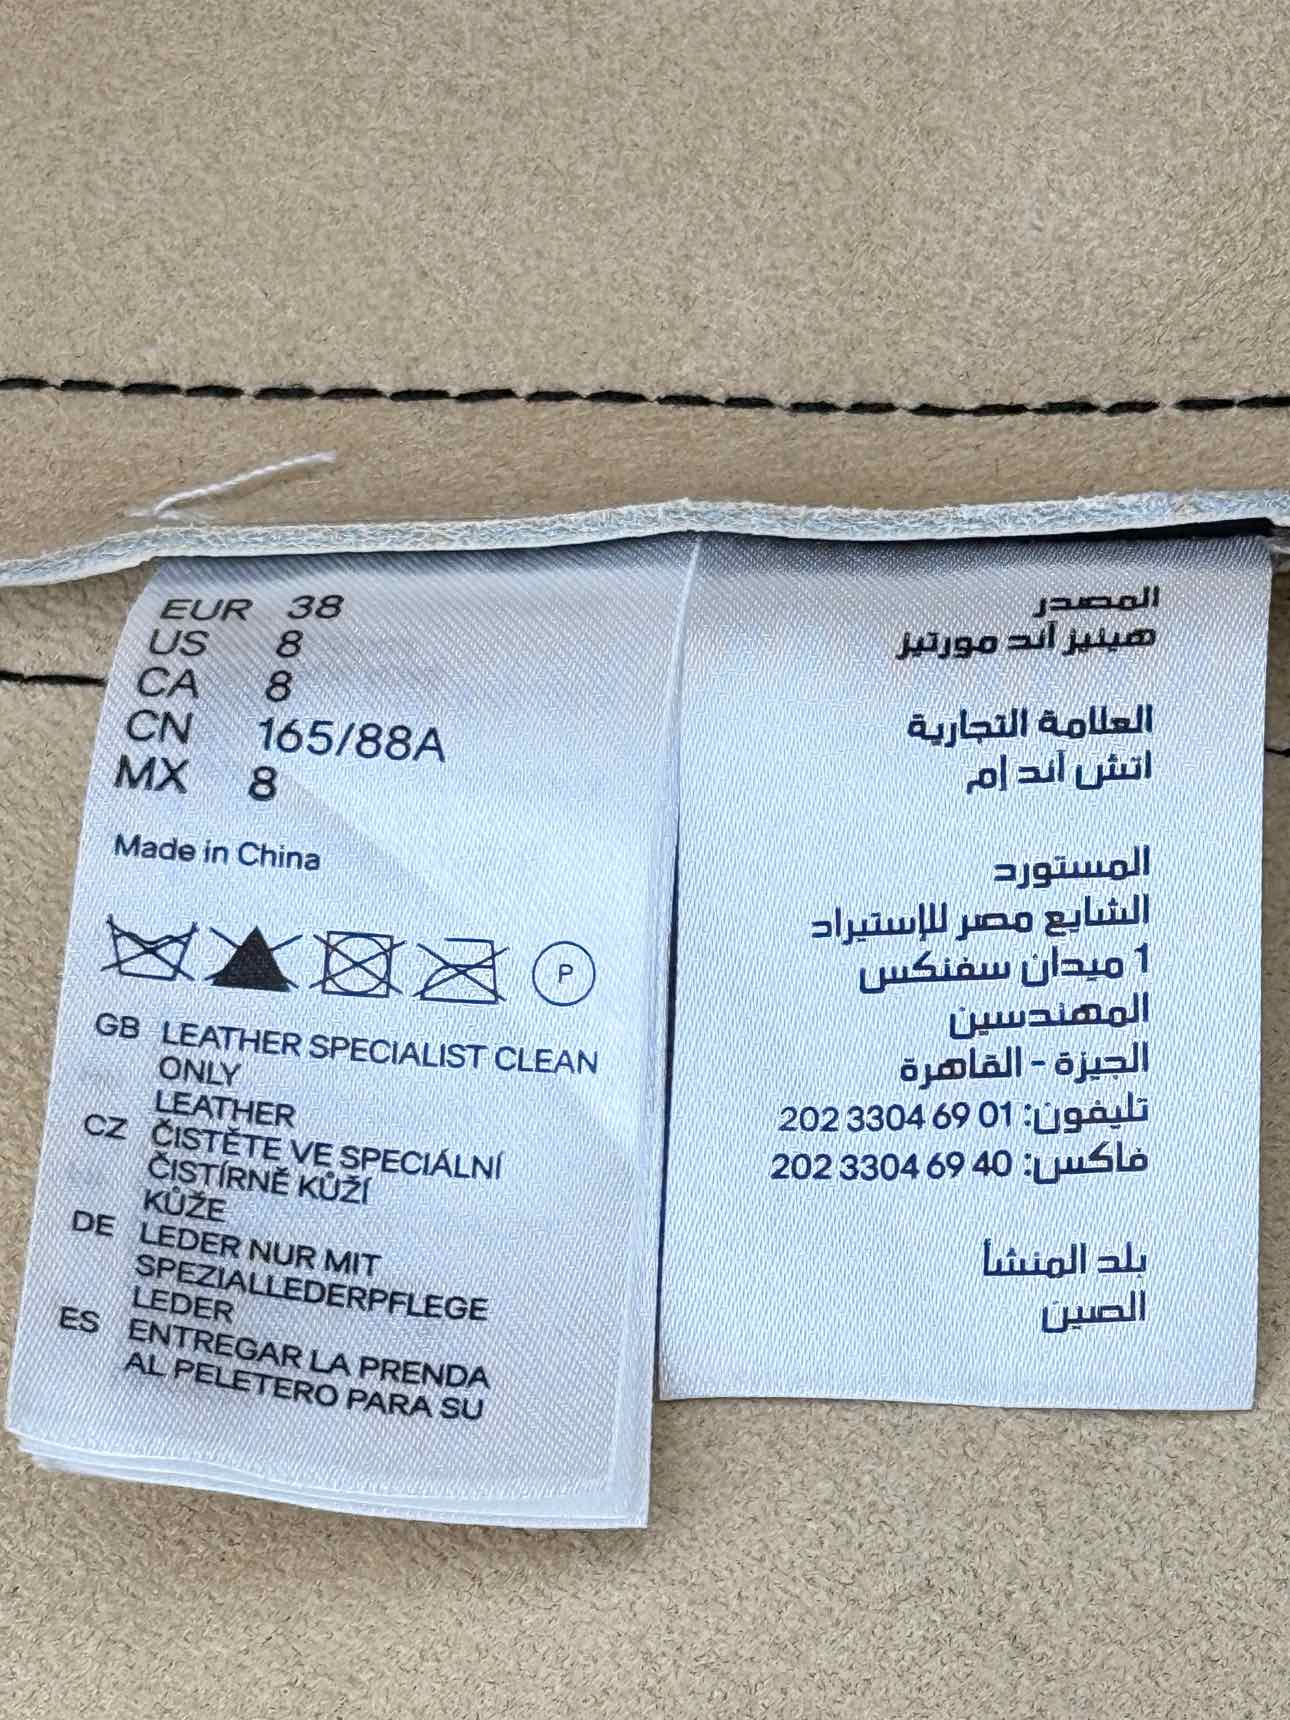 EUR 38
US 8
CA 8
CN 165/88A
MX 8
Made in China
P
GB LEATHER SPECIALIST CLEAN
ONLY
LEATHER
CZ ČISTĚTE VE SPECIÁLNÍ
ČISTÍRNĚ KŮŽÍ
KŮŽE
DE LEDER NUR MIT
SPEZIALLEDERPFLEGE
LEDER
ES ENTREGAR LA PRENDA
AL PELETERO PARA SU
المصدر
هينيز آند مورتيز
العلامة التجارية
اتش آند إم
المستورد
الشايع مصر للإستيراد
1 ميدان سفنكس
المهندسين
الجيزة - القاهرة
تليفون: 202 3304 69 01
فاكس: 202 3304 69 40
بلد المنشأ
الصين